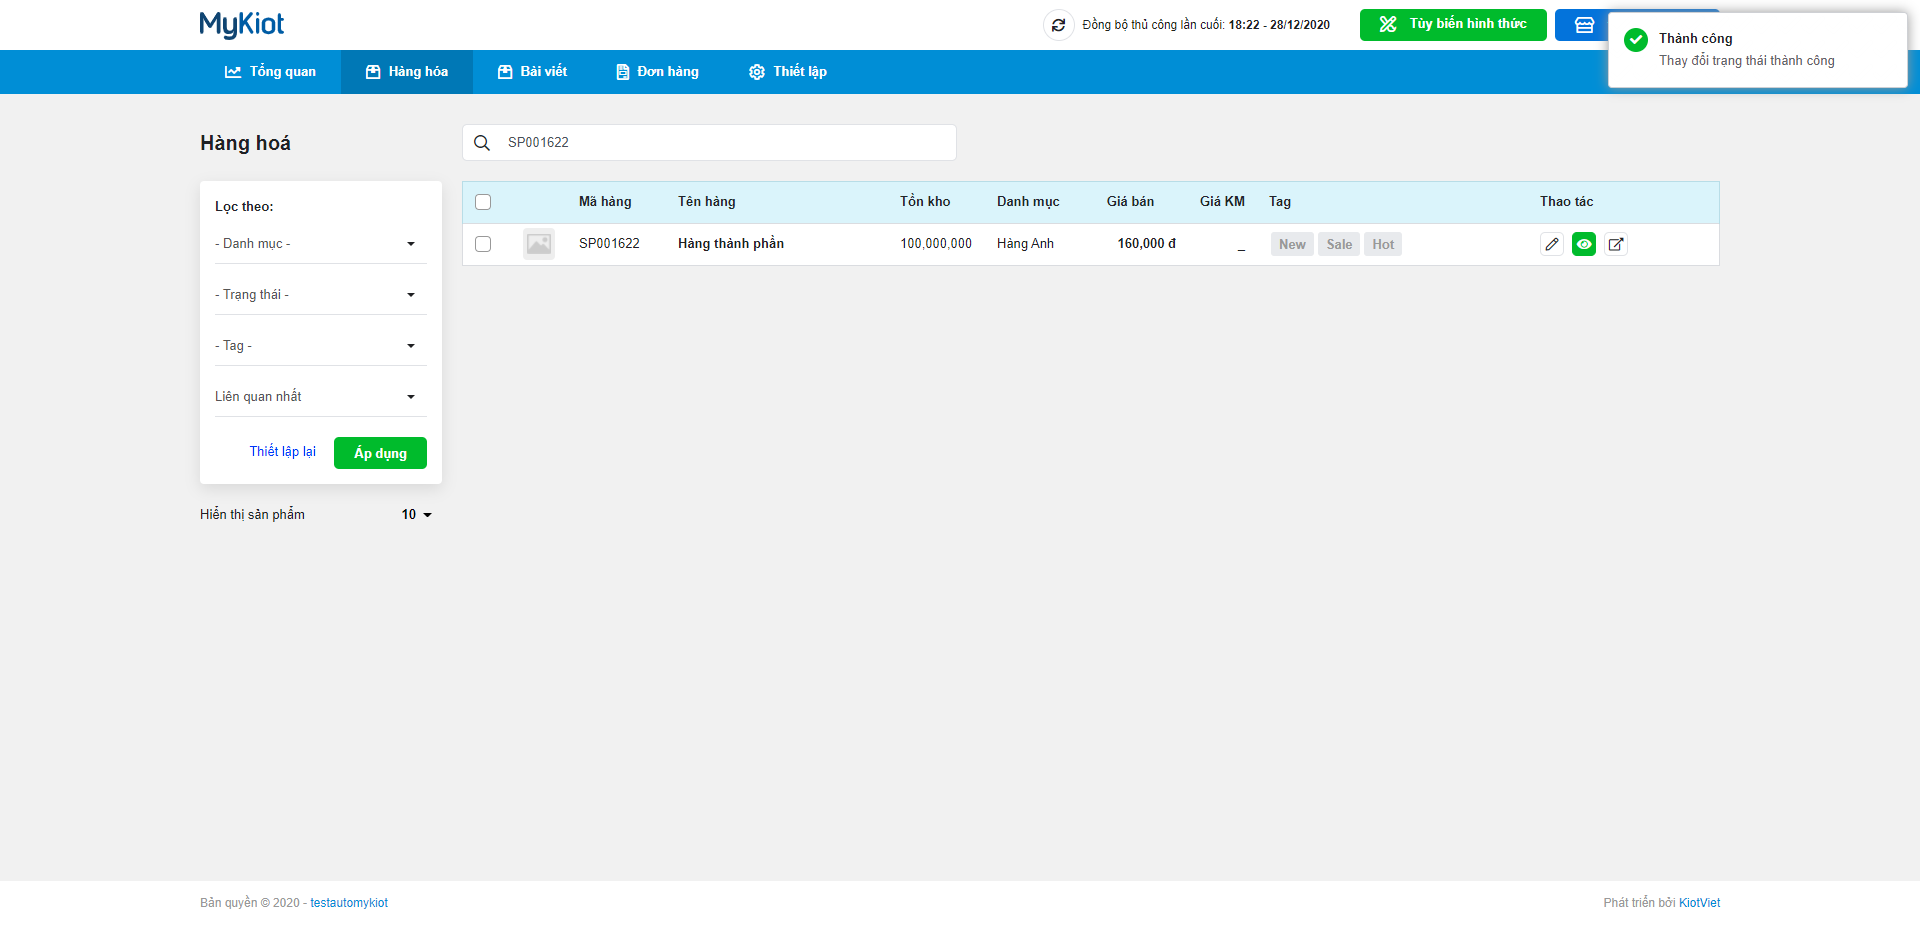 MyKiot
Đồng bộ thủ công lần cuối: 18:22 - 28/12/2020
Tùy biến hình thức
Thành công
Thay đổi trạng thái thành công
Tổng quan
Hàng hóa
Bài viết
Đơn hàng
Thiết lập
Hàng hoá
SP001622
Lọc theo:
- Danh mục -
- Trạng thái -
- Tag -
Liên quan nhất
Thiết lập lại
Áp dụng
Hiển thị sản phẩm
10
Mã hàng Tên hàng Tồn kho Danh mục Giá bán Giá KM Tag Thao tác
SP001622 Hàng thành phần 100,000,000 Hàng Anh 160,000 đ _ New Sale Hot
Bản quyền © 2020 - testautomykiot
Phát triển bởi KiotViet